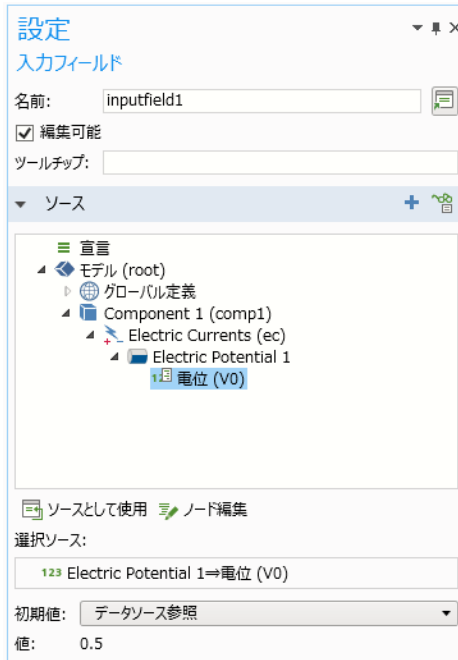 設定
入力フィールド
名前: inputfield1
編集可能
ツールチップ:
ソース
宣言
モデル (root)
グローバル定義
Component 1 (comp1)
Electric Currents (ec)
Electric Potential 1
電位 (V0)
ソースとして使用 ノード編集
選択ソース:
123 Electric Potential 1⇒電位 (V0)
初期値: データソース参照
値: 0.5